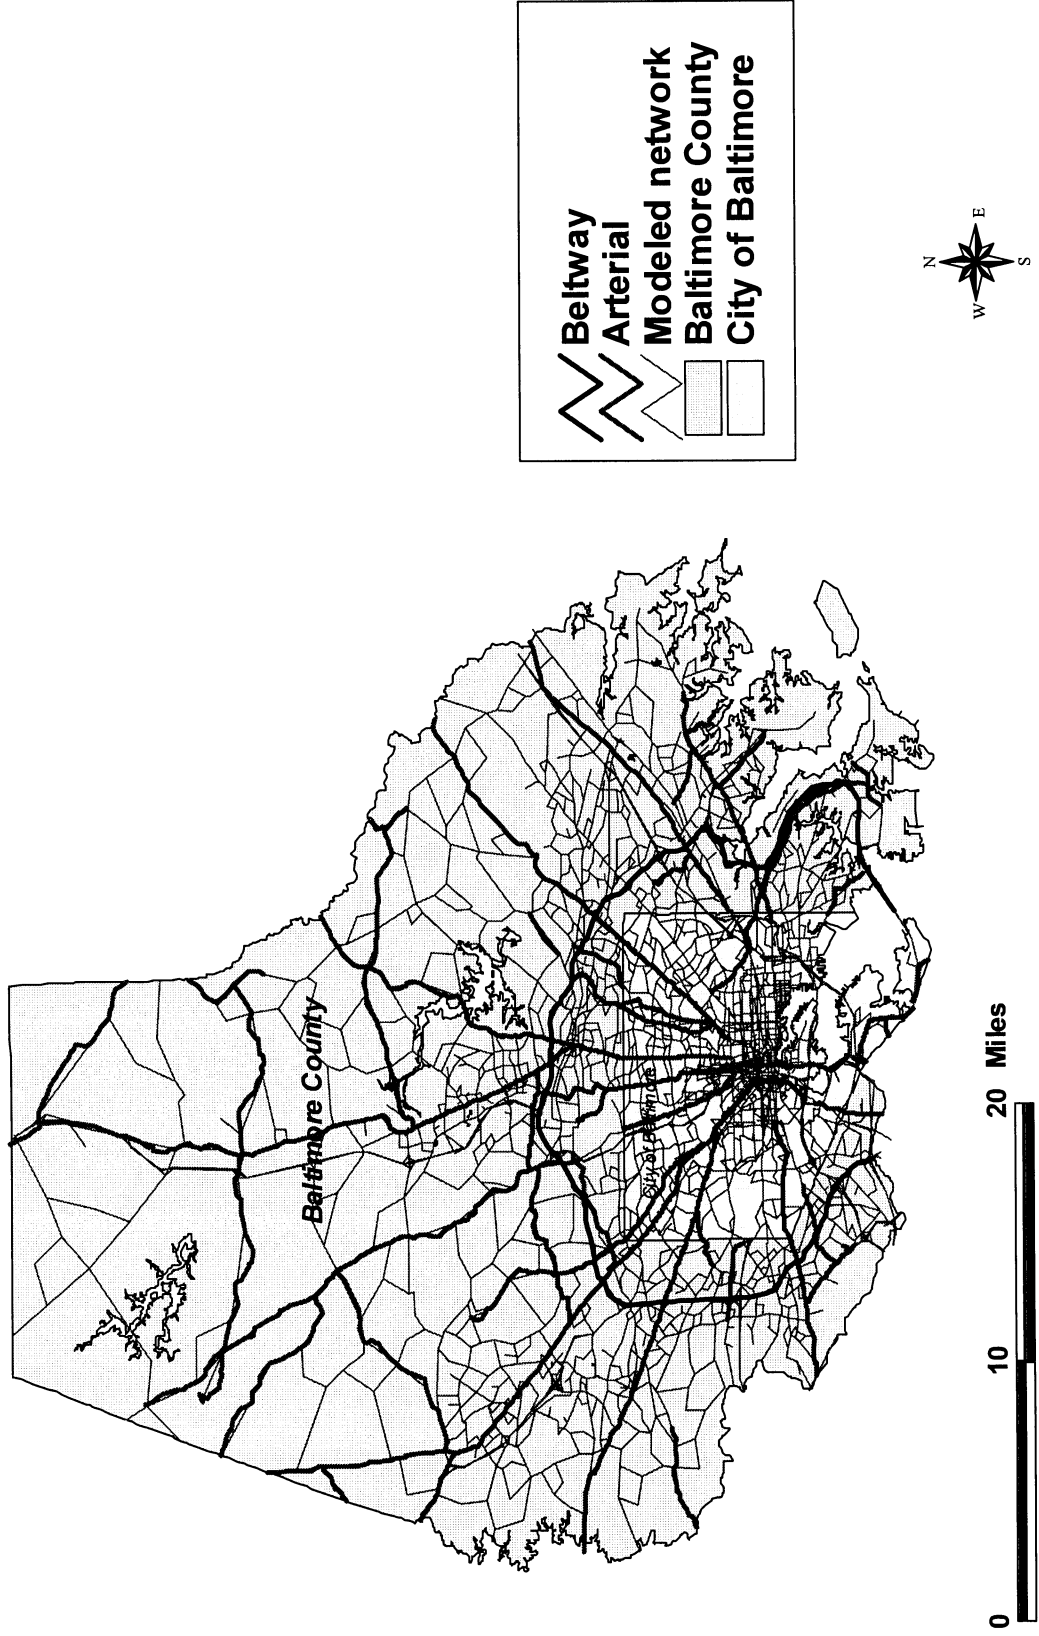 Beltway
Arterial
Modeled network
Baltimore County
City of Baltimore
N
E
S
W
Baltimore County
City of Baltimore
0
10
20 Miles